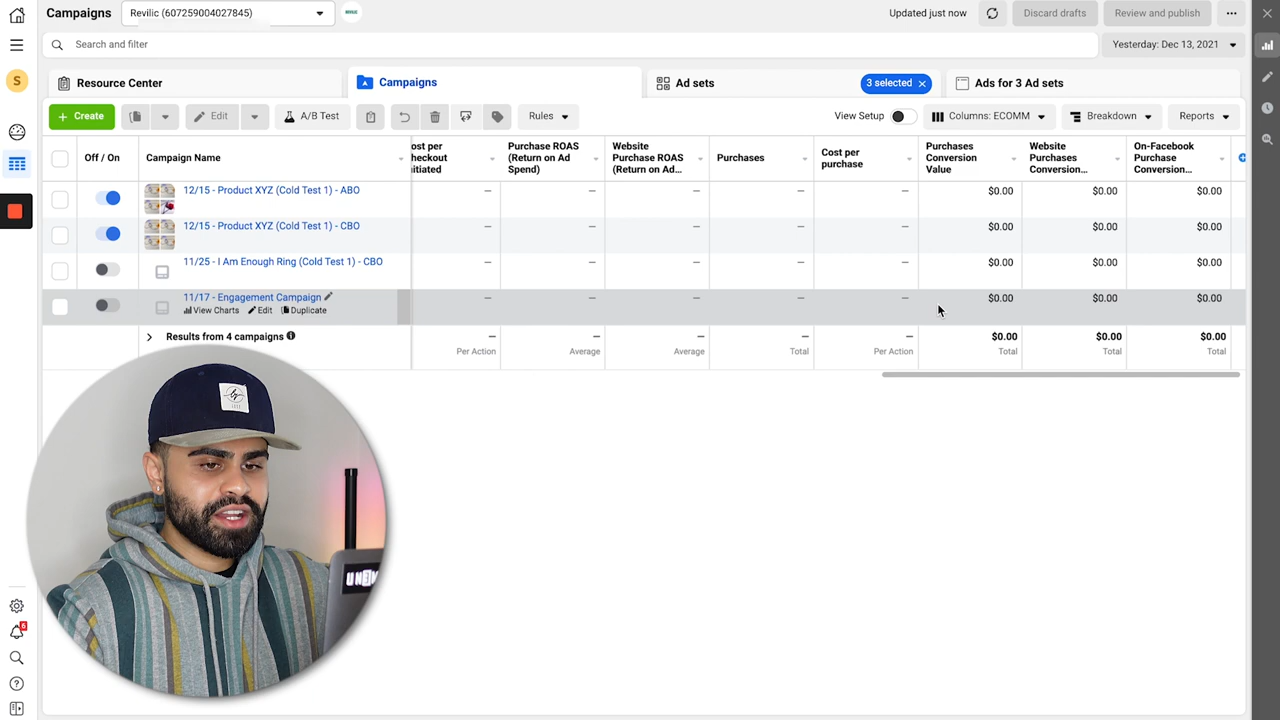 Campaigns
Revilic (607259004027845)
Updated just now
Discard drafts
Review and publish
Search and filter
Yesterday: Dec 13, 2021
S
Resource Center
Campaigns
Ad sets
3 selected
Ads for 3 Ad sets
+ Create
Edit
A/B Test
Rules
View Setup
Columns: ECOMM
Breakdown
Reports
Off / On
Campaign Name
ost per
heckout
nitiated
Purchase ROAS
(Return on Ad
Spend)
Website
Purchase ROAS
(Return on Ad...
Purchases
Cost per
purchase
Purchases
Conversion
Value
Website
Purchases
Conversion...
On-Facebook
Purchase
Conversion...
12/15 - Product XYZ (Cold Test 1) - ABO
— — — — — $0.00 $0.00 $0.00
12/15 - Product XYZ (Cold Test 1) - CBO
— — — — — $0.00 $0.00 $0.00
11/25 - I Am Enough Ring (Cold Test 1) - CBO
— — — — — $0.00 $0.00 $0.00
11/17 - Engagement Campaign
— — — — — $0.00 $0.00 $0.00
View Charts Edit Duplicate
Results from 4 campaigns
— — — — — $0.00 $0.00 $0.00
Per Action Average Average Total Per Action Total Total Total